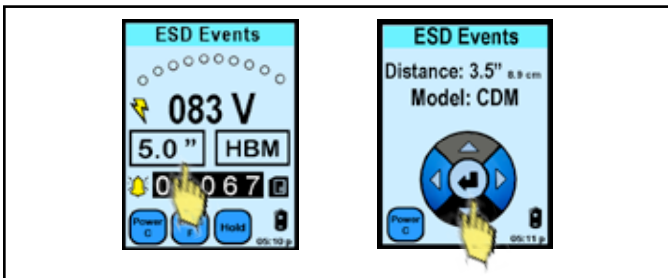 ESD Events
083 V
5.0 ” HBM
067
Power C F Hold
05:10 p
ESD Events
Distance: 3.5” 8.9 cm
Model: CDM
Power C
05:11 p